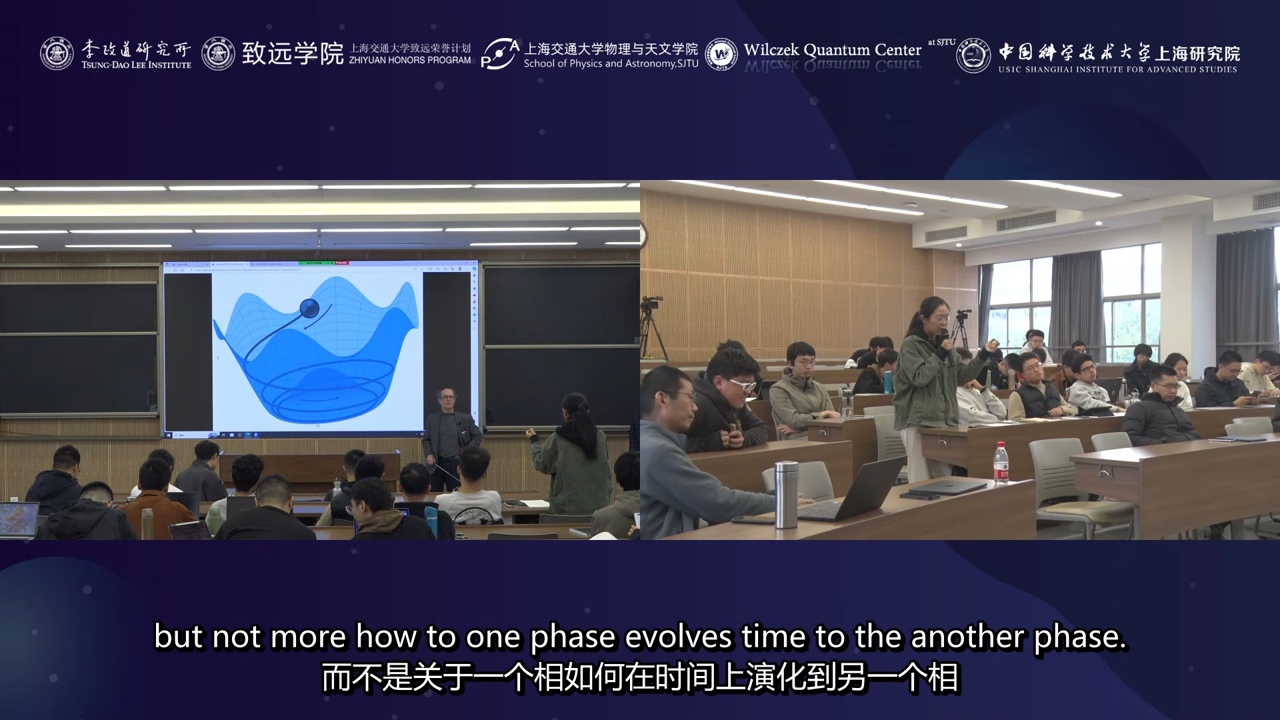 李政道研究所
TSUNG-DAO LEE INSTITUTE
致远学院
上海交通大学致远荣誉计划
ZHIYUAN HONORS PROGRAM
上海交通大学物理与天文学院
School of Physics and Astronomy,SJTU
Wilczek Quantum Center
at SJTU
中国科学技术大学上海研究院
USTC SHANGHAI INSTITUTE FOR ADVANCED STUDIES
but not more how to one phase evolves time to the another phase.
而不是关于一个相如何在时间上演化到另一个相